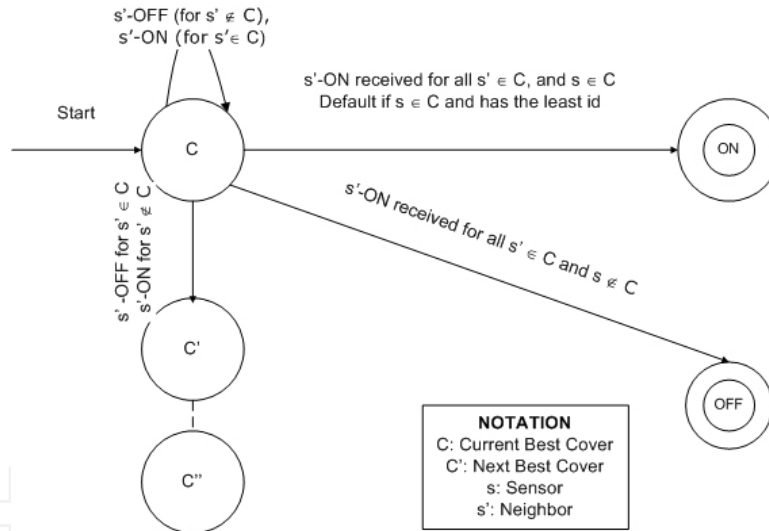 s'-OFF (for s' ∉ C),
s'-ON (for s'∈ C)
Start
s'-ON received for all s' ∈ C, and s ∈ C
Default if s ∈ C and has the least id
C
ON
s'-ON received for all s' ∈ C and s ∉ C
s' -OFF for s' ∈ C
s'-ON for s' ∉ C
C'
OFF
C"
NOTATION
C: Current Best Cover
C': Next Best Cover
s: Sensor
s': Neighbor